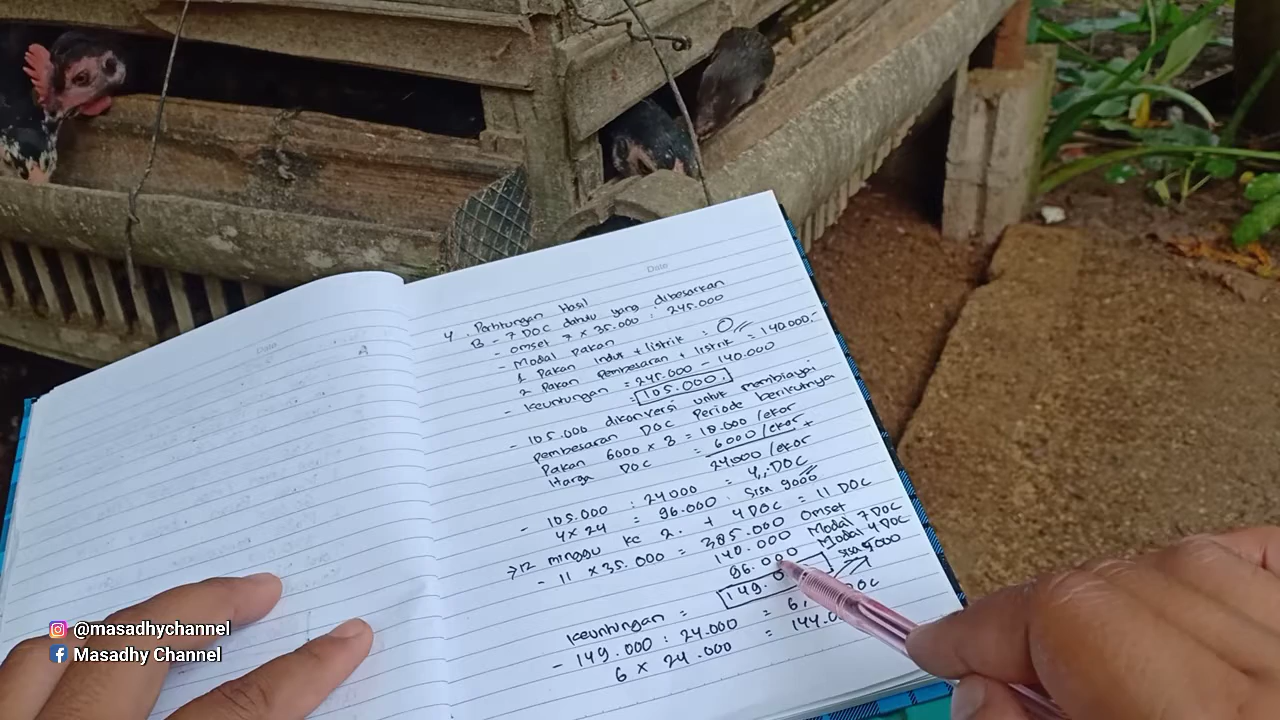 Date
Date
4. Perhitungan Hasil
B - 7 DOC dahulu yang dibesarkan
- omset 7 x 35.000 : 245.000
- Modal Pakan
1 Pakan Induk + listrik = 0
2 Pakan Pembesaran + listrik = 140.000,-
- Keuntungan = 245.000 - 140.000
= 105.000.
- 105.000 dikonversi untuk membiayai
pembesaran DOC Periode berikutnya
Pakan 6000 x 3 = 18.000 /ekor
Harga DOC = 6000 /ekor +
24000 /ekor
- 105.000 : 24000 = 4,. DOC
4 x 24 = 96.000 . Sisa 9000
→ 12 minggu ke 2. + 4 DOC = 11 DOC
- 11 x 35.000 = 385.000 omset
140.000 Modal 7 DOC
96.000 Modal 4 DOC
Keuntungan = 149. sisa 9000
- 149.000 : 24.000 = 6, DOC
6 x 24.000 = 144.0
@masadhychannel
Masadhy Channel